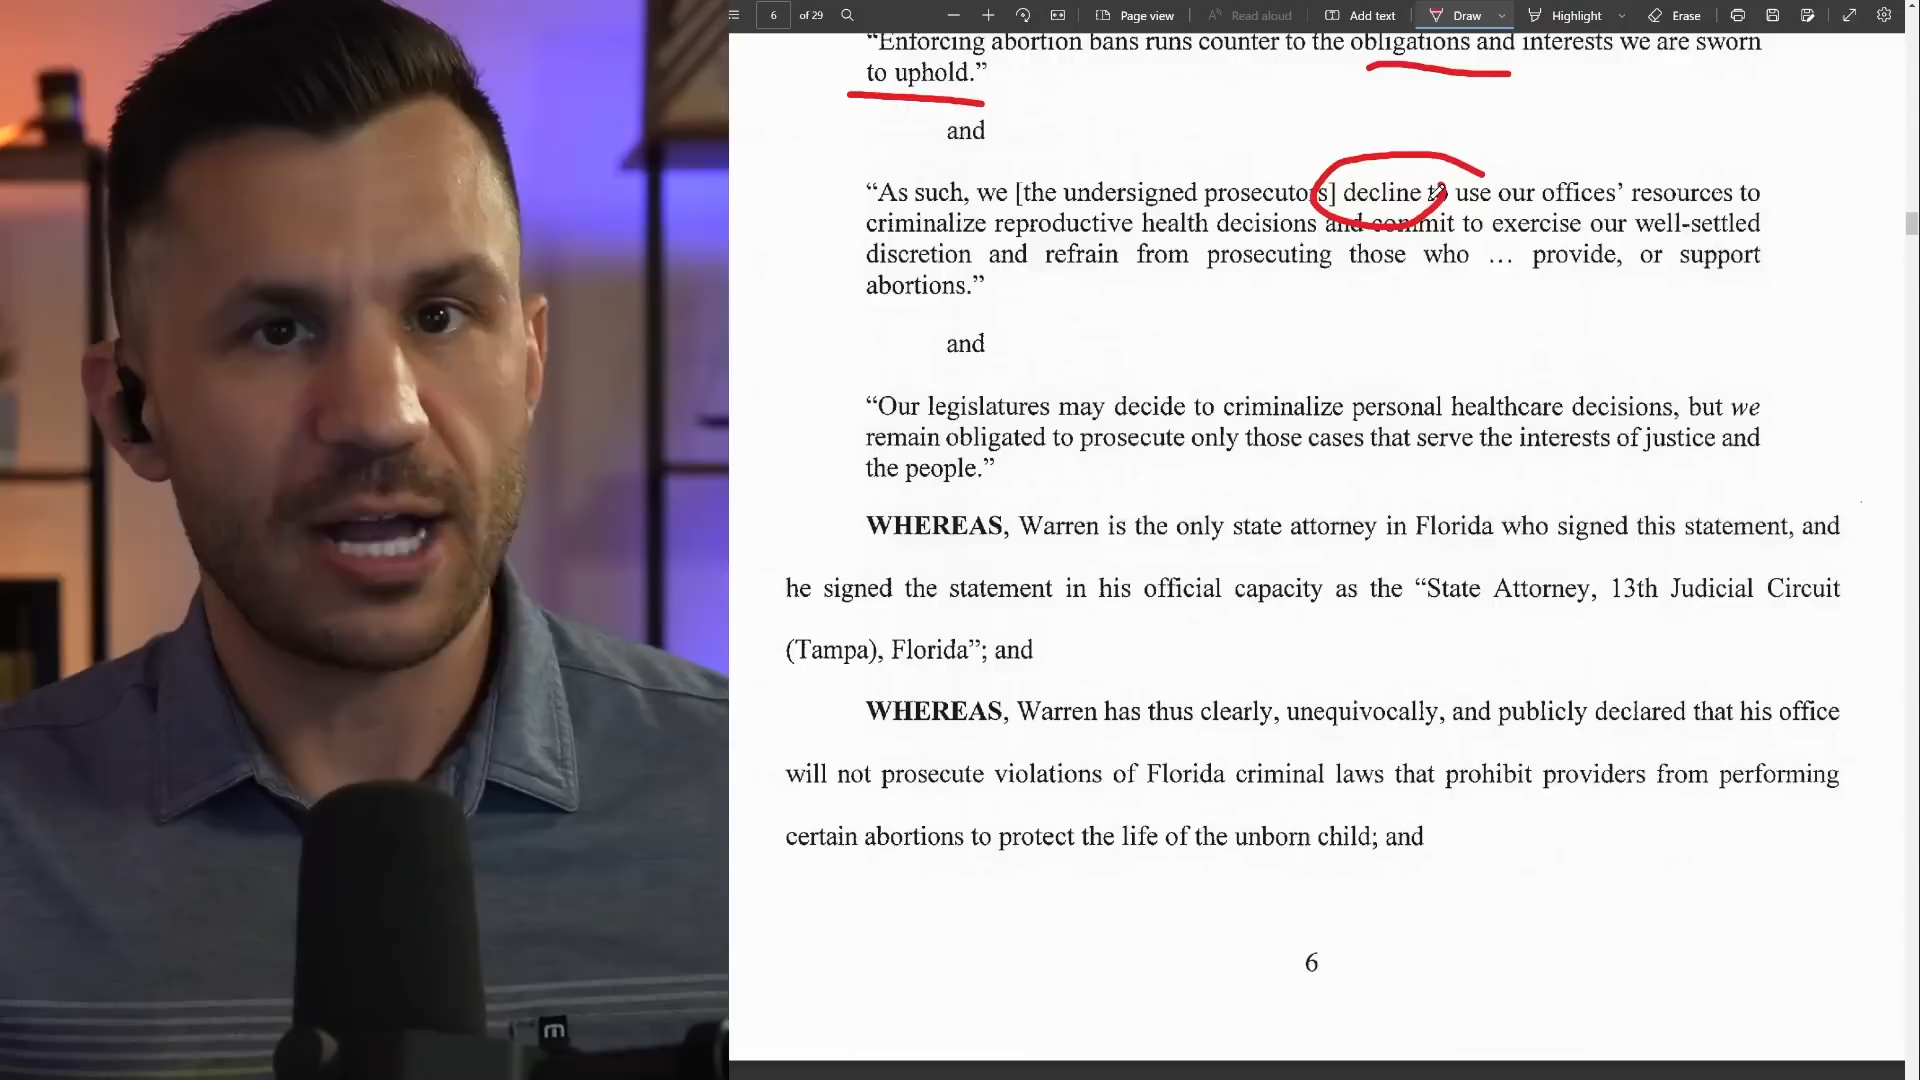 6 of 29 Page view Read aloud Add text Draw Highlight Erase
“Enforcing abortion bans runs counter to the obligations and interests we are sworn
to uphold.”
and
“As such, we [the undersigned prosecutors] decline to use our offices’ resources to
criminalize reproductive health decisions and commit to exercise our well-settled
discretion and refrain from prosecuting those who … provide, or support
abortions.”
and
“Our legislatures may decide to criminalize personal healthcare decisions, but we
remain obligated to prosecute only those cases that serve the interests of justice and
the people.”
WHEREAS, Warren is the only state attorney in Florida who signed this statement, and
he signed the statement in his official capacity as the “State Attorney, 13th Judicial Circuit
(Tampa), Florida”; and
WHEREAS, Warren has thus clearly, unequivocally, and publicly declared that his office
will not prosecute violations of Florida criminal laws that prohibit providers from performing
certain abortions to protect the life of the unborn child; and
6
m